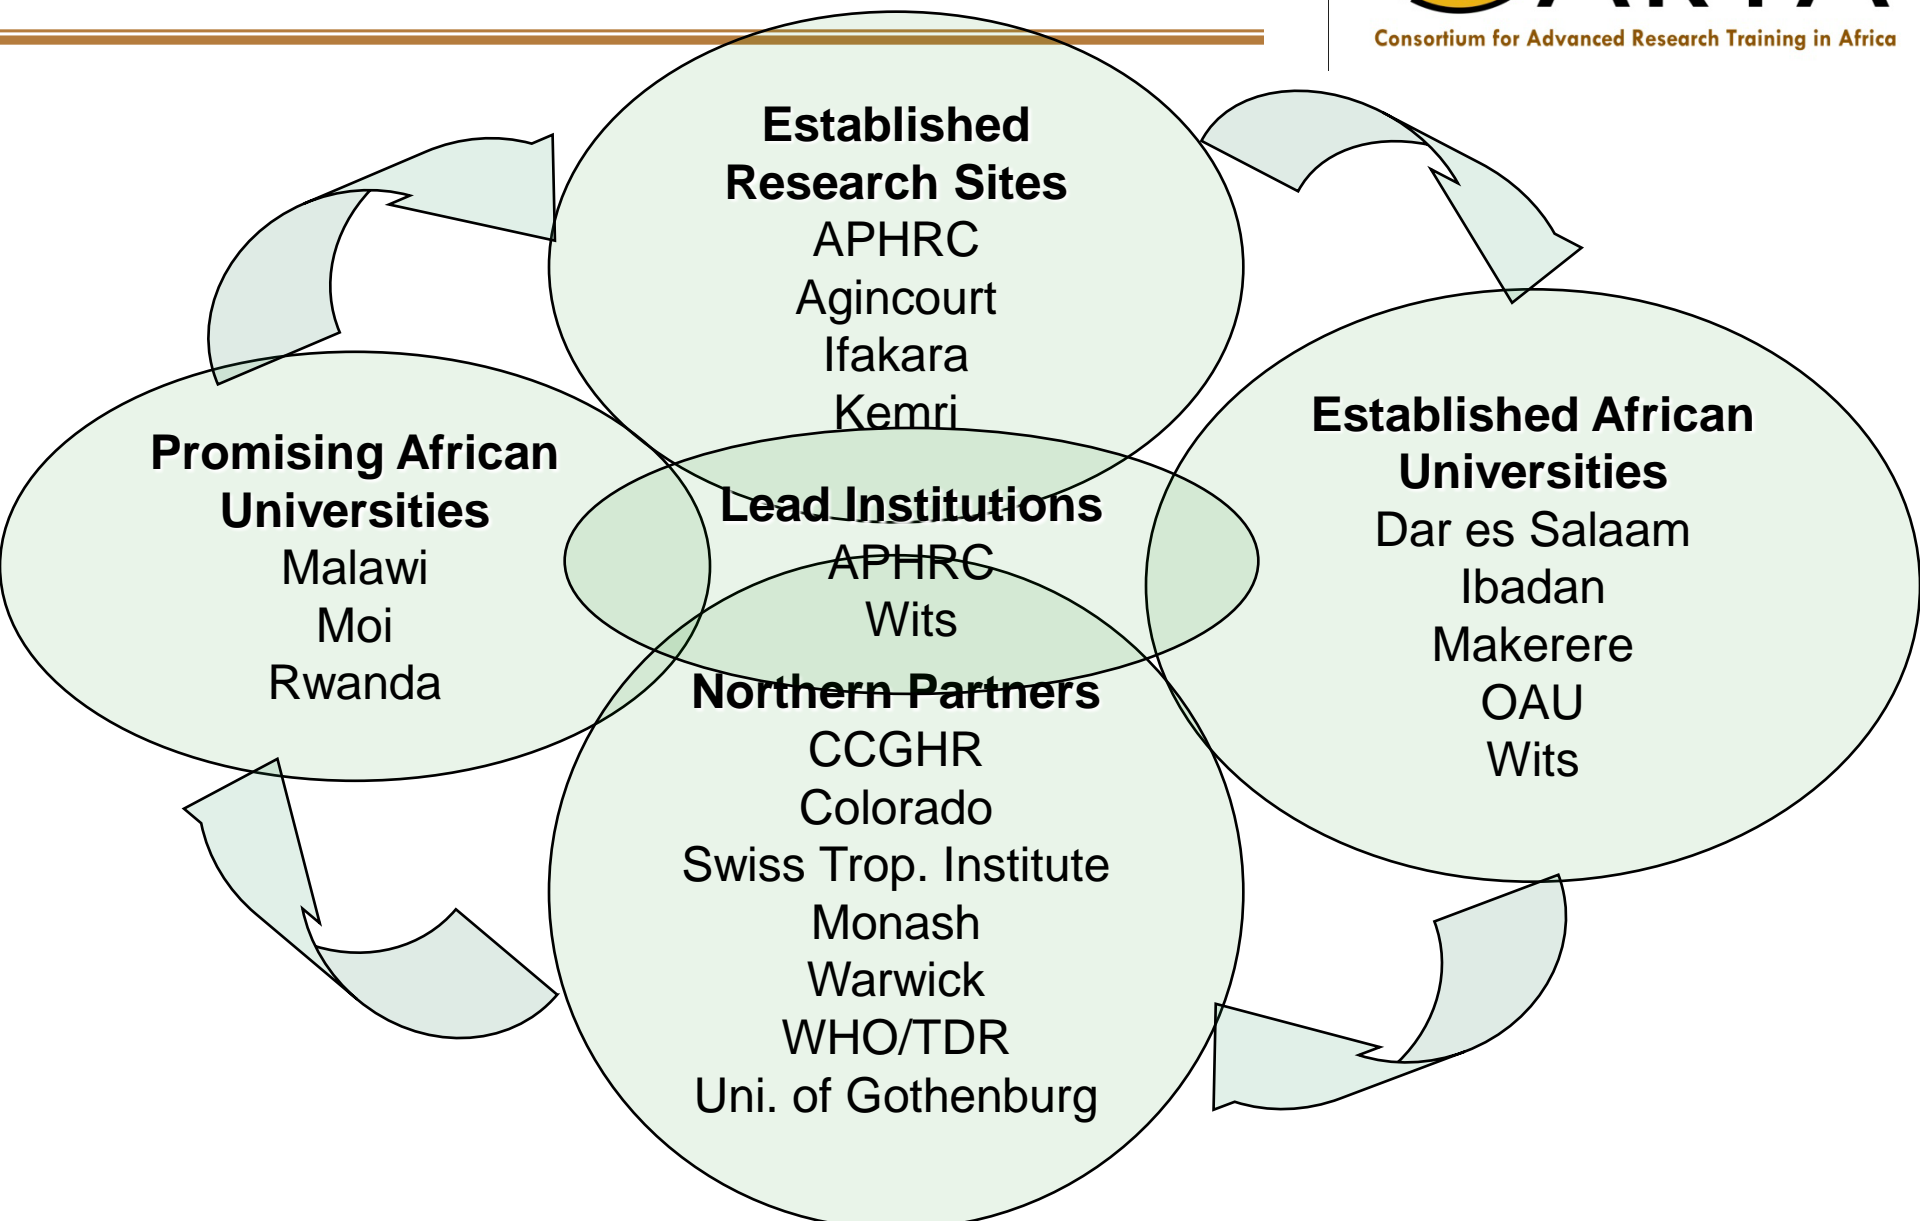 Consortium for Advanced Research Training in Africa
Established
Research Sites
APHRC
Agincourt
Ifakara
Kemri
Promising African
Universities
Malawi
Moi
Rwanda
Lead Institutions
APHRC
Wits
Established African
Universities
Dar es Salaam
Ibadan
Makerere
OAU
Wits
Northern Partners
CCGHR
Colorado
Swiss Trop. Institute
Monash
Warwick
WHO/TDR
Uni. of Gothenburg